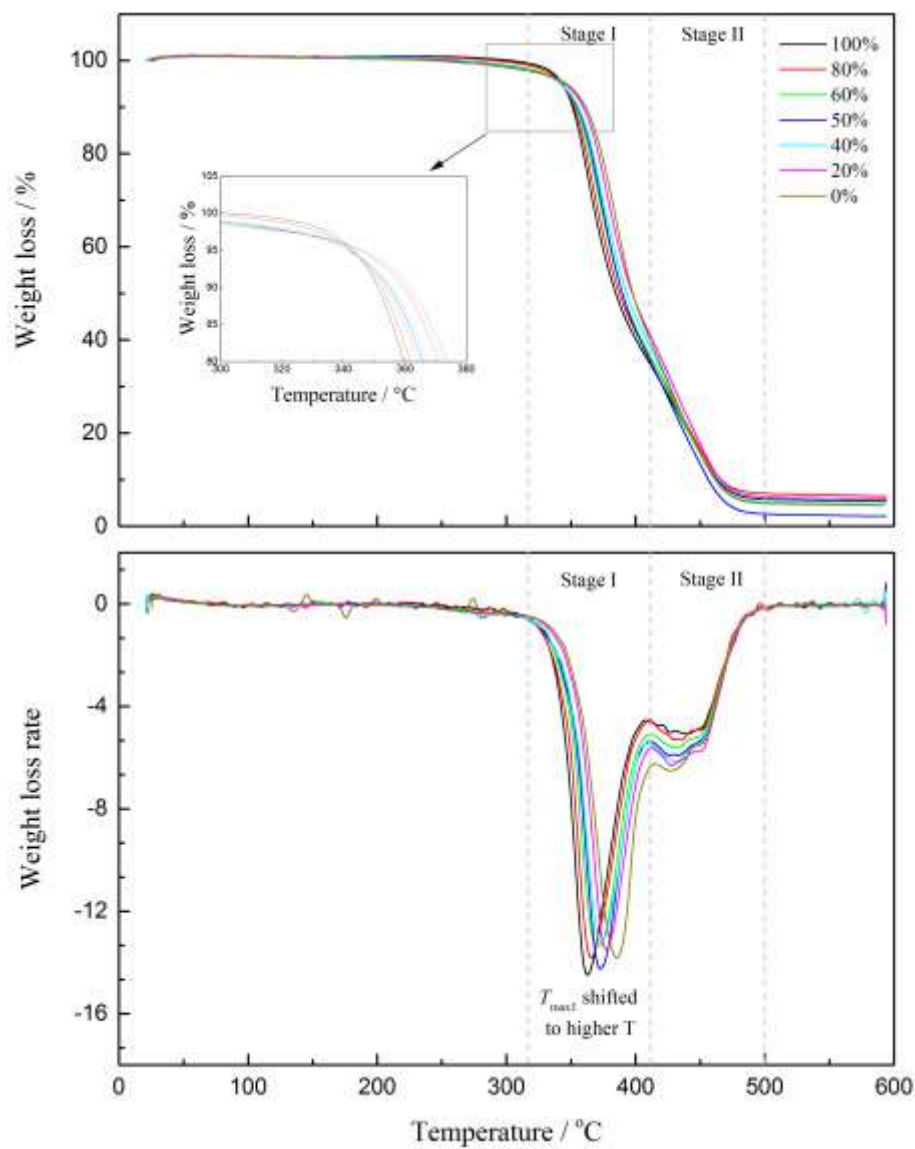 Stage I Stage II
100%
80%
60%
50%
40%
20%
0%
100
80
60
40
20
0
Weight loss / %
105
100
95
90
85
80
Weight loss / %
300 320 340 360 380
Temperature / °C
Stage I Stage II
0
-4
-8
-12
-16
Weight loss rate
Tmax1 shifted
to higher T
0 100 200 300 400 500 600
Temperature / °C